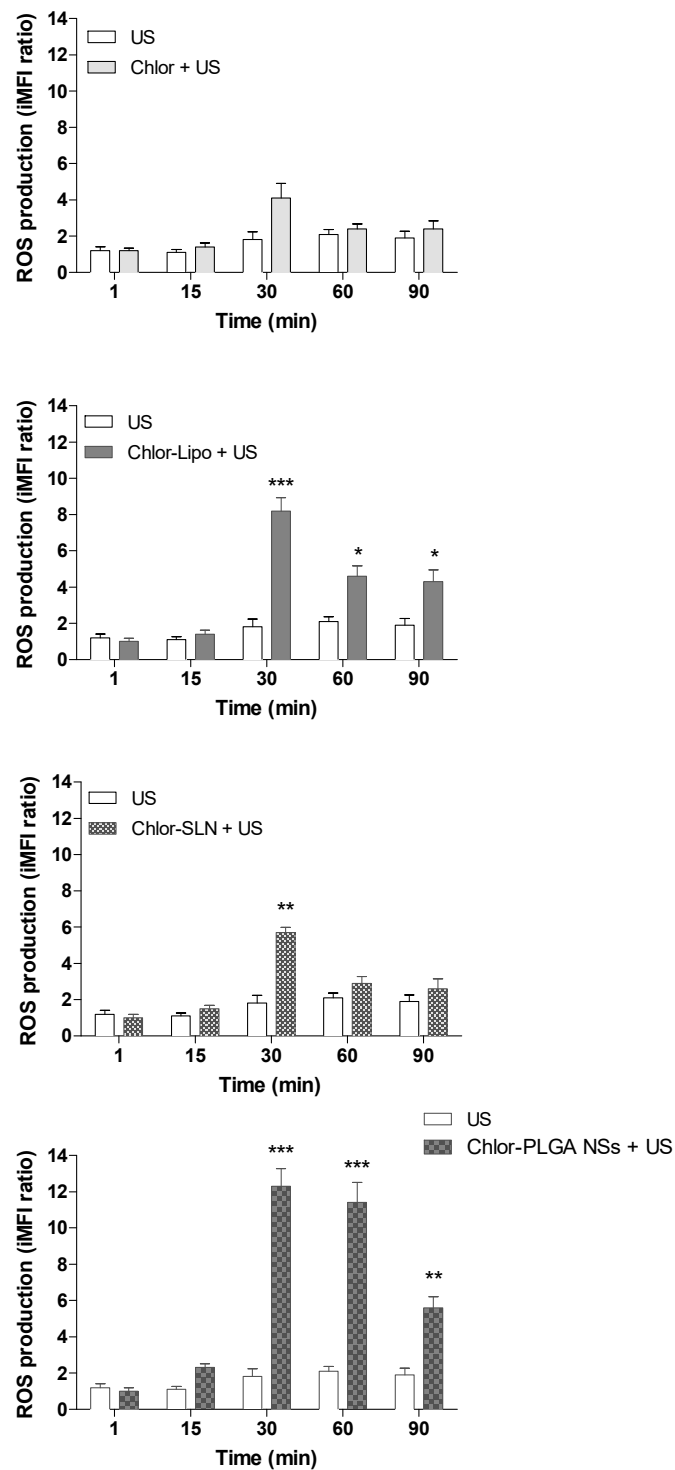 ROS production (iMFI ratio)
14
12
10
8
6
4
2
0
US
Chlor + US
1 15 30 60 90
Time (min)
ROS production (iMFI ratio)
14
12
10
8
6
4
2
0
US
Chlor-Lipo + US
***
*
*
1 15 30 60 90
Time (min)
ROS production (iMFI ratio)
14
12
10
8
6
4
2
0
US
Chlor-SLN + US
**
1 15 30 60 90
Time (min)
US
Chlor-PLGA NSs + US
ROS production (iMFI ratio)
14
12
10
8
6
4
2
0
***
***
**
1 15 30 60 90
Time (min)